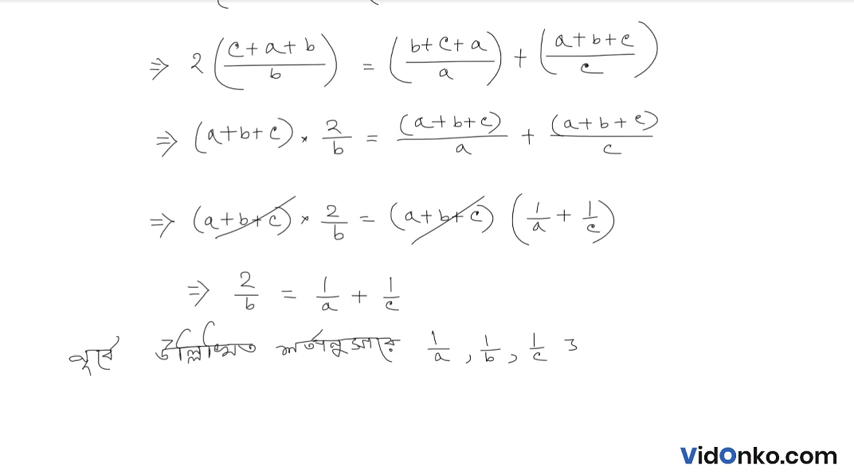 ⇒ 2 ((c+a+b)/b) = ((b+c+a)/a) + ((a+b+c)/c)
⇒ (a+b+c) × 2/b = (a+b+c)/a + (a+b+c)/c
⇒ (a+b+c) × 2/b = (a+b+c) (1/a + 1/c)
⇒ 2/b = 1/a + 1/c
পূর্বে উল্লিখিত শর্তানুসারে 1/a, 1/b, 1/c
VidOnko.com